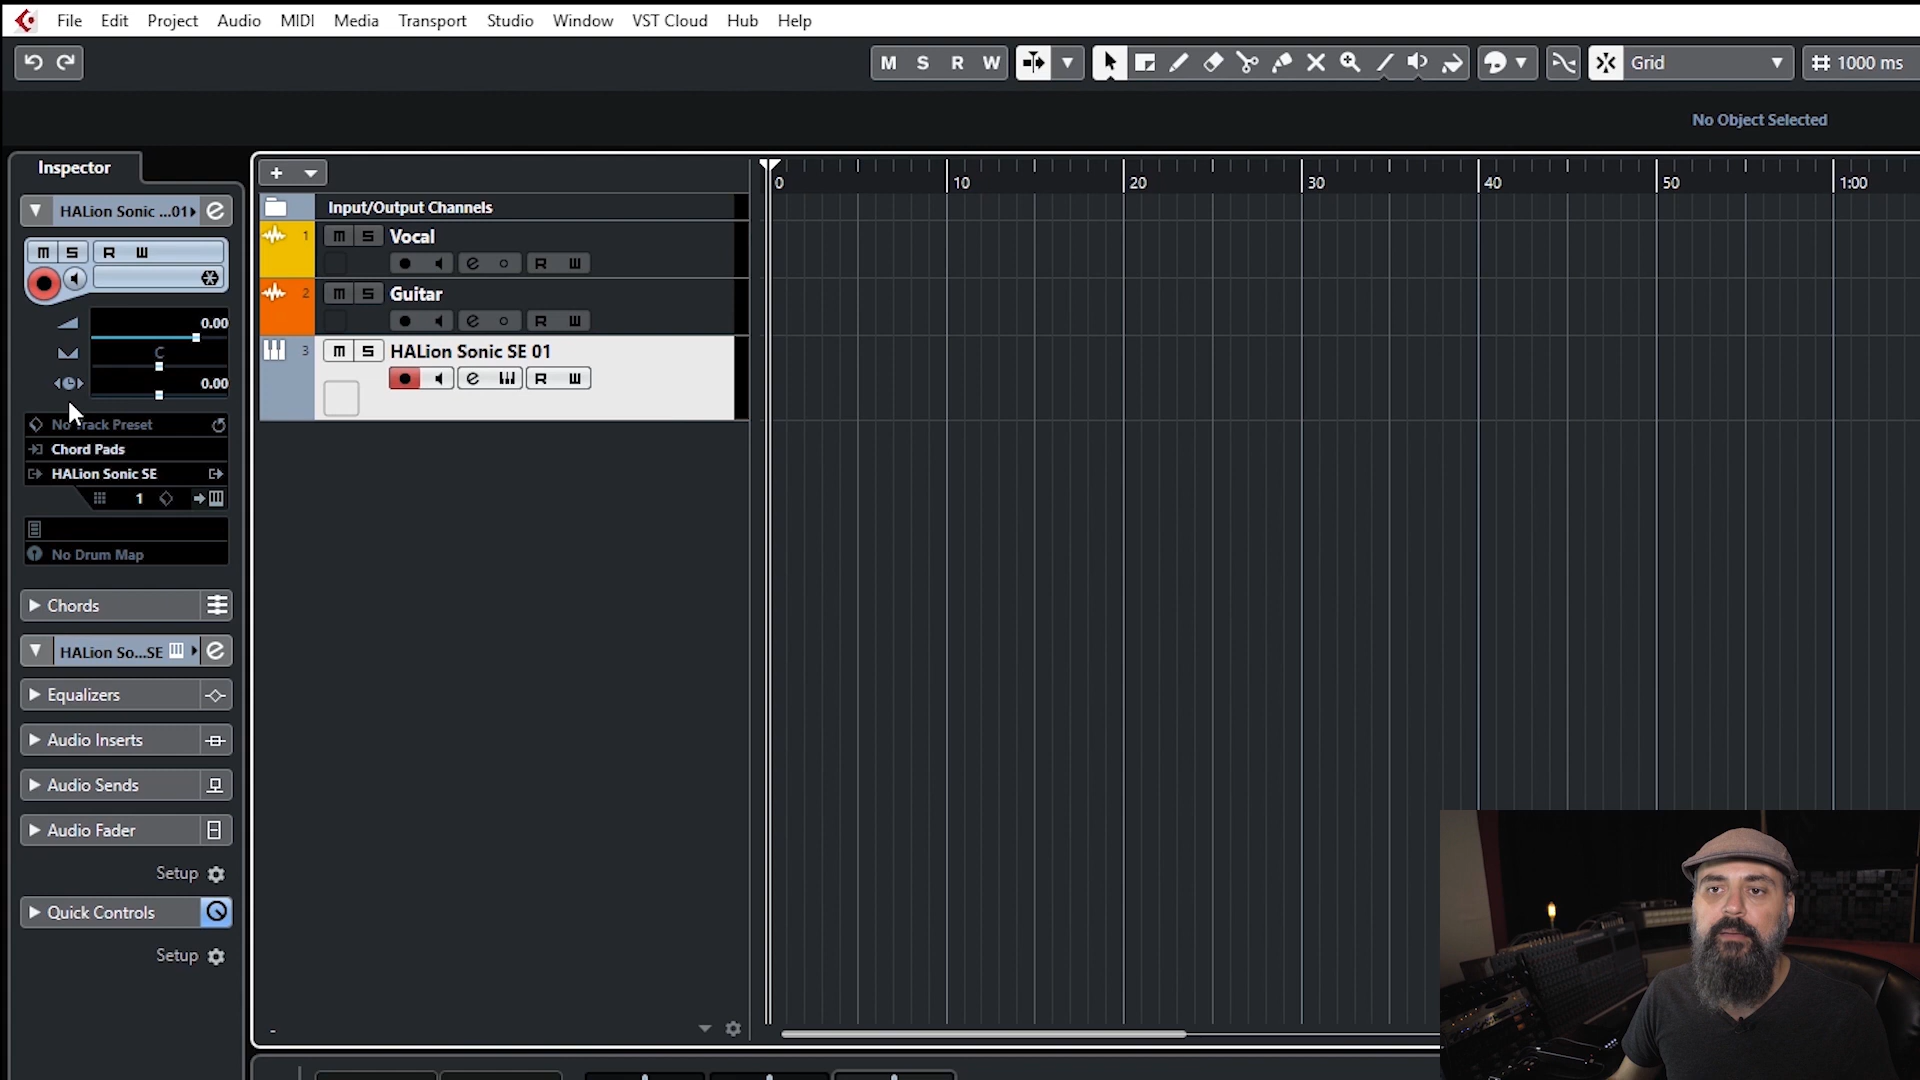 File Edit Project Audio MIDI Media Transport Studio Window VST Cloud Hub Help
M S R W Grid 1000 ms
No Object Selected
Inspector
HALion Sonic ...01
e
m S R W
0.00
C
0.00
No Track Preset
Chord Pads
HALion Sonic SE
1
No Drum Map
Chords
HALion So...SE
e
Equalizers
Audio Inserts
Audio Sends
Audio Fader
Setup
Quick Controls
Setup
+
Input/Output Channels
1 m S Vocal
e R W
2 m S Guitar
e R W
3 m S HALion Sonic SE 01
e R W
0 10 20 30 40 50 1:00